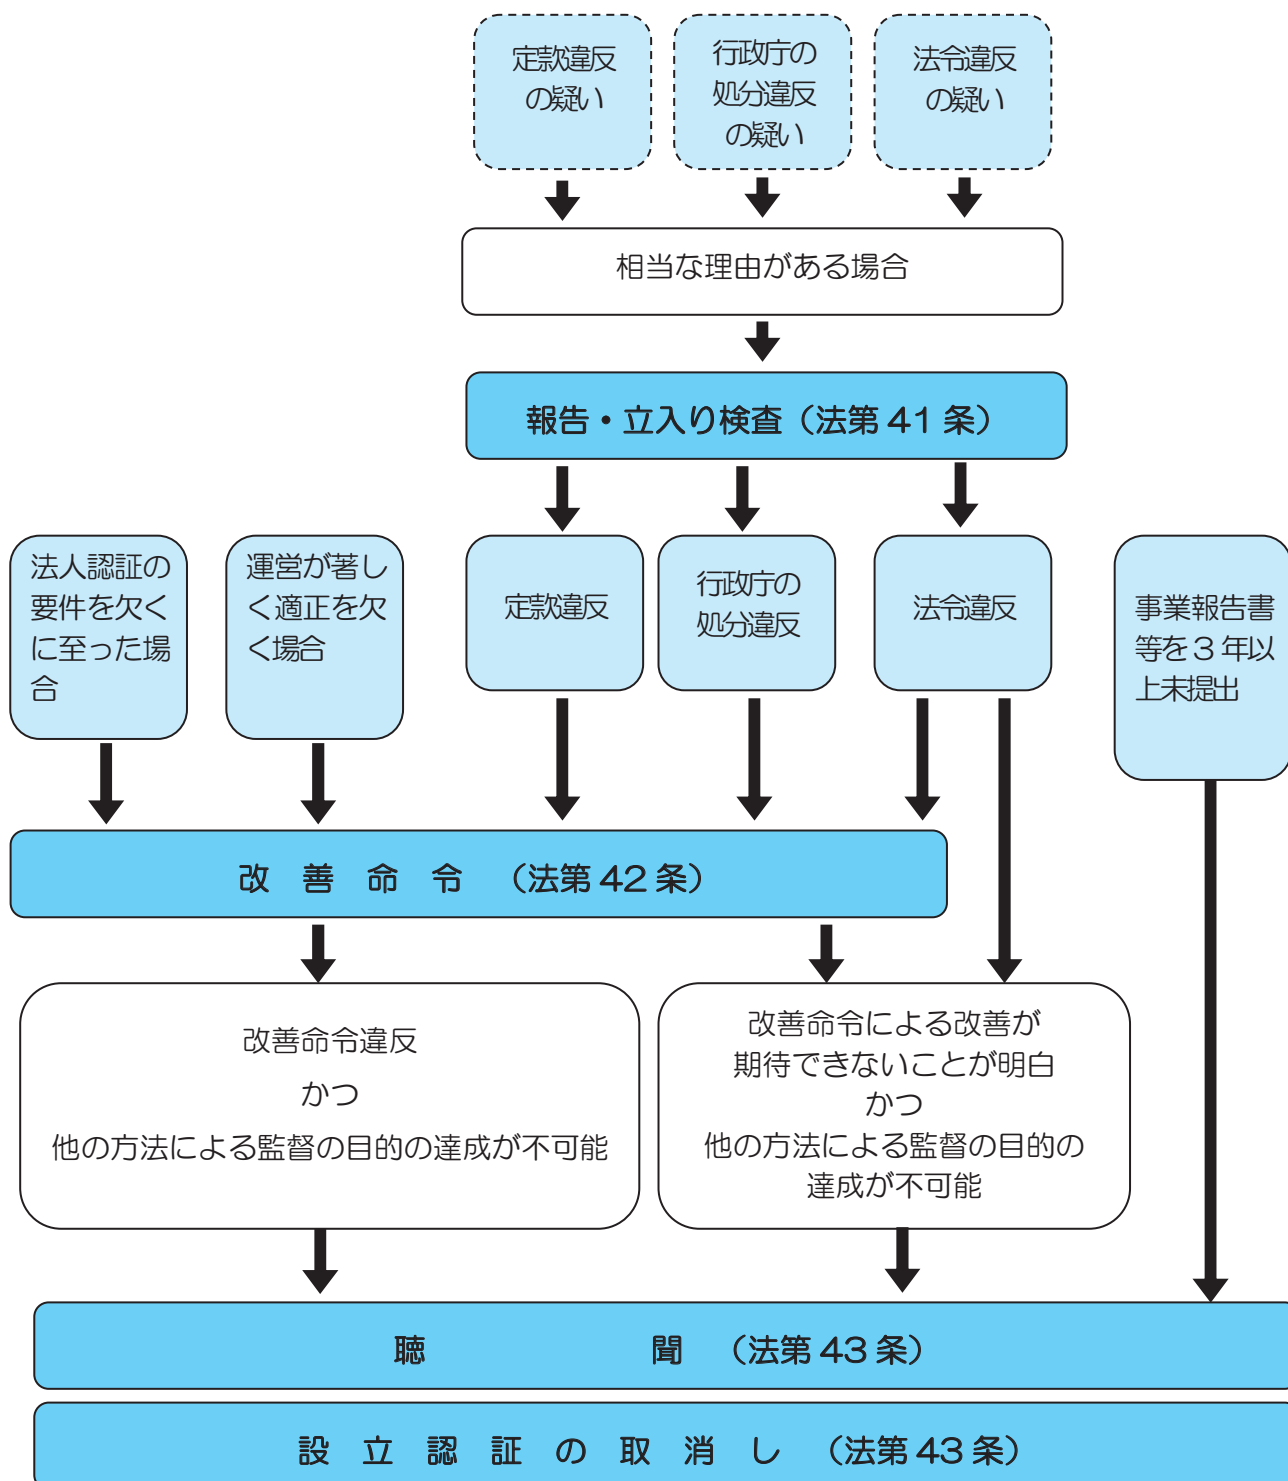 定款違反
の疑い
行政庁の
処分違反
の疑い
法令違反
の疑い
相当な理由がある場合
報告・立入り検査（法第 41 条）
法人認証の
要件を欠く
に至った場
合
運営が著し
く適正を欠
く場合
定款違反
行政庁の
処分違反
法令違反
事業報告書
等を３年以
上未提出
改 善 命 令 （法第 42 条）
改善命令違反
かつ
他の方法による監督の目的の達成が不可能
改善命令による改善が
期待できないことが明白
かつ
他の方法による監督の目的の
達成が不可能
聴 聞 （法第 43 条）
設 立 認 証 の 取 消 し （法第 43 条）